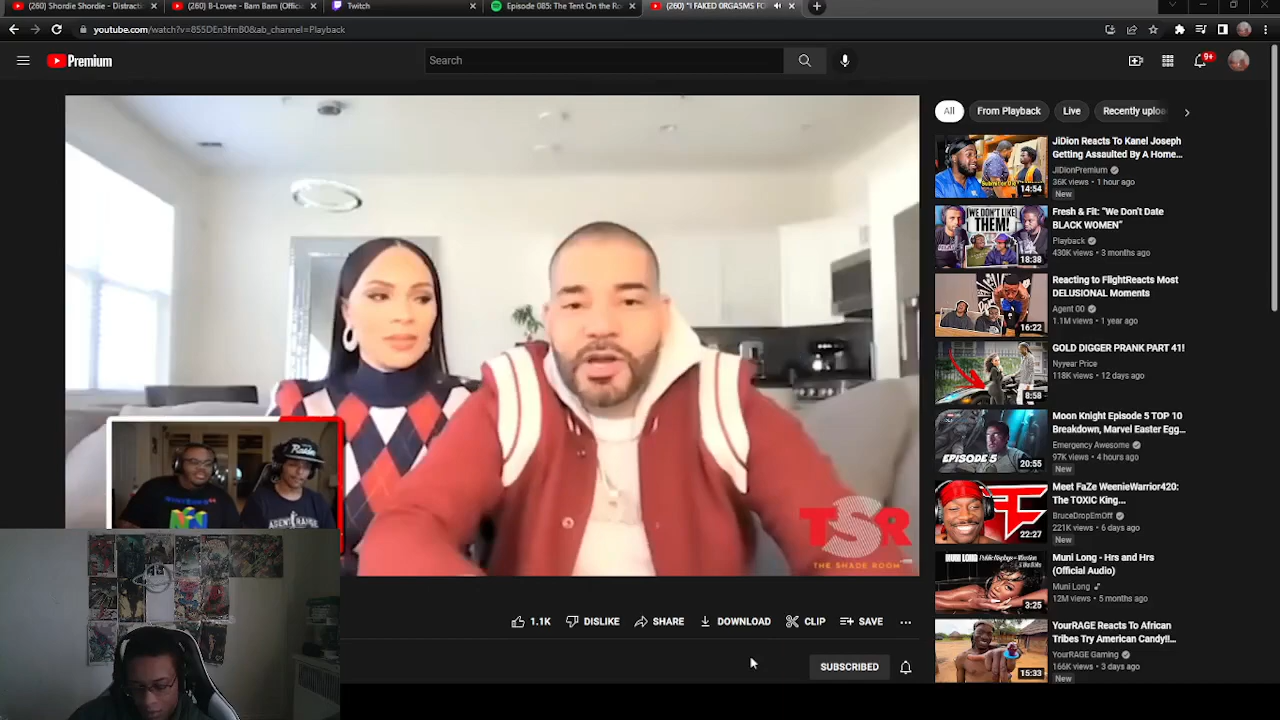 (260) Shordie Shordie - Distracti
(260) B-Lovee - Bam Bam (Offici
Twitch
Episode 085: The Tent On the Ro
(260) "I FAKED ORGASMS FO
youtube.com/watch?v=855DEn3fmB0&ab_channel=Playback
Premium
Search
9+
All
From Playback
Live
Recently uploa
JiDion Reacts To Kanel Joseph
Getting Assaulted By A Home...
JIDionPremium
36K views • 1 hour ago
New
14:54
WE DON'T LIKE
THEM!
18:38
Fresh & Fit: "We Don't Date
BLACK WOMEN"
Playback
430K views • 3 months ago
16:22
Reacting to FlightReacts Most
DELUSIONAL Moments
Agent 00
1.1M views • 1 year ago
8:58
GOLD DIGGER PRANK PART 41!
Nyyear Price
118K views • 12 days ago
EPISODE 5
20:55
Moon Knight Episode 5 TOP 10
Breakdown, Marvel Easter Egg...
Emergency Awesome
97K views • 4 hours ago
New
22:27
Meet FaZe WeenieWarrior420:
The TOXIC King...
BruceDropEmOff
221K views • 6 days ago
New
MUNI LONG
3:25
Muni Long - Hrs and Hrs
(Official Audio)
Muni Long
12M views • 5 months ago
15:33
YourRAGE Reacts To African
Tribes Try American Candy!!...
YourRAGE Gaming
166K views • 3 days ago
New
TSR
THE SHADE ROOM
1.1K
DISLIKE
SHARE
DOWNLOAD
CLIP
SAVE
SUBSCRIBED